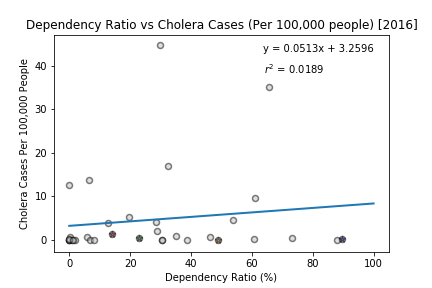 Dependency Ratio vs Cholera Cases (Per 100,000 people) [2016]
y = 0.0513x + 3.2596
r² = 0.0189
Cholera Cases Per 100,000 People
40
30
20
10
0
0 20 40 60 80 100
Dependency Ratio (%)